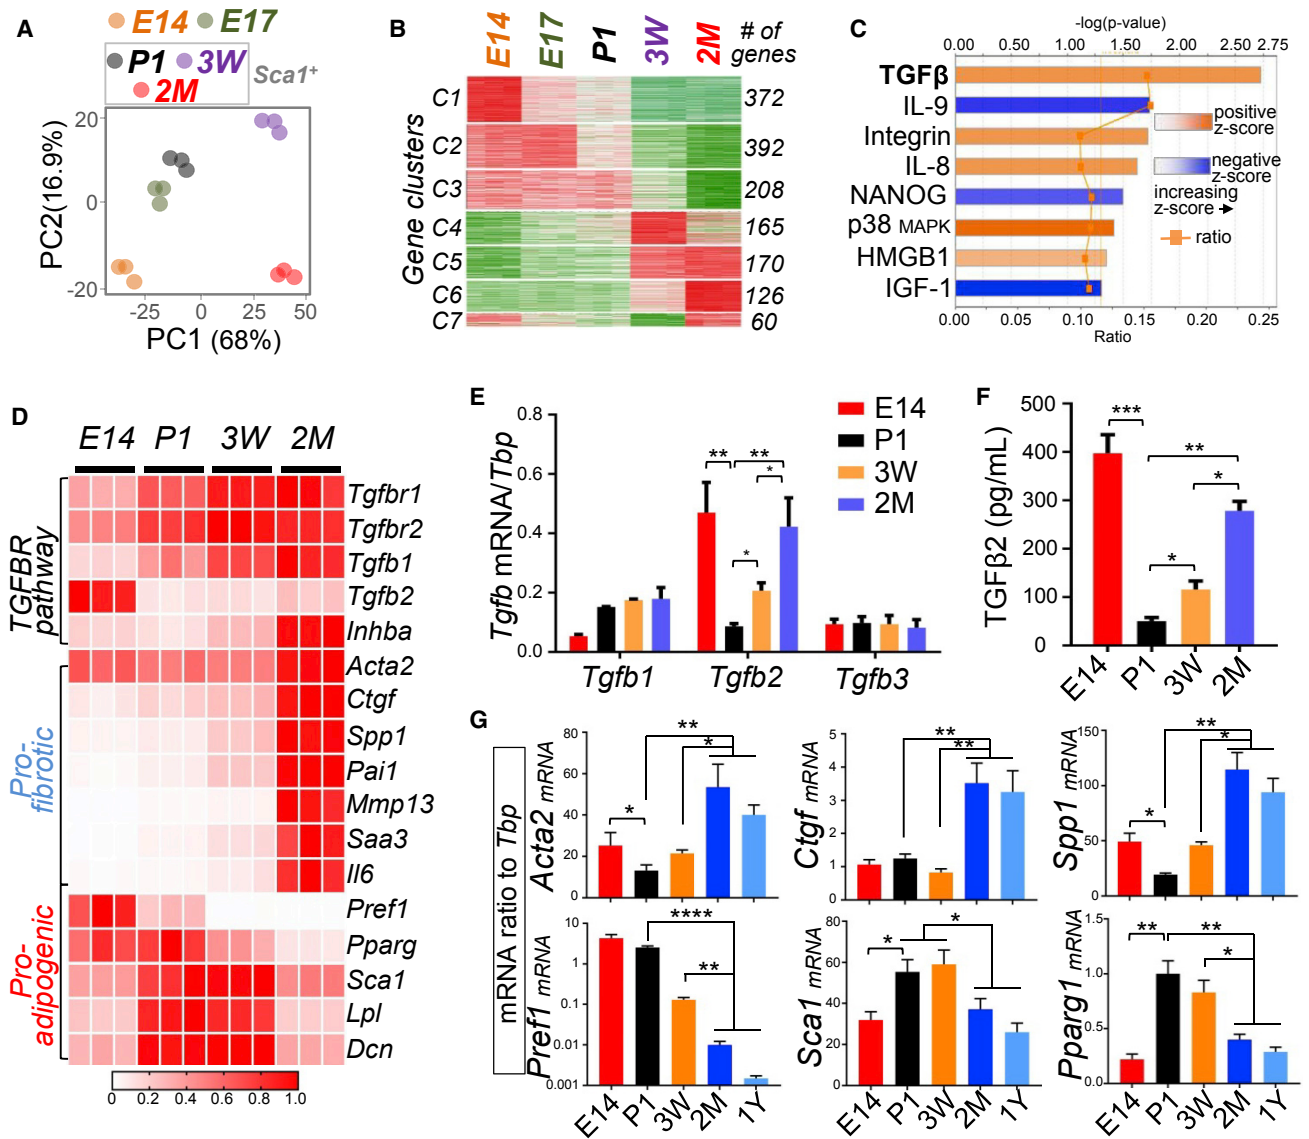 A
E14 E17
P1 3W
2M
Sca1+
20
0
-20
PC2(16.9%)
-25 0 25 50
PC1 (68%)
B
E14 E17 P1 3W 2M # of
genes
Gene clusters
C1 372
C2 392
C3 208
C4 165
C5 170
C6 126
C7 60
C
-log(p-value)
0.00 0.50 1.00 1.50 2.00 2.50 2.75
TGFβ
IL-9
Integrin
IL-8
NANOG
p38 MAPK
HMGB1
IGF-1
positive
z-score
negative
z-score
increasing
z-score
ratio
0.00 0.05 0.10 0.15 0.20 0.25
Ratio
D
E14 P1 3W 2M
TGFBR
pathway
Tgfbr1
Tgfbr2
Tgfb1
Tgfb2
Inhba
Pro-
fibrotic
Acta2
Ctgf
Spp1
Pai1
Mmp13
Saa3
Il6
Pro-
adipogenic
Pref1
Pparg
Sca1
Lpl
Dcn
0 0.2 0.4 0.6 0.8 1.0
E
Tgfb mRNA/Tbp
0.8
0.6
0.4
0.2
0.0
** **
*
*
Tgfb1 Tgfb2 Tgfb3
E14
P1
3W
2M
F
TGFβ2 (pg/mL)
500
400
300
200
100
0
***
**
*
*
E14 P1 3W 2M
G
mRNA ratio to Tbp
Acta2 mRNA
80
60
40
20
0
**
*
*
Ctgf mRNA
5
4
3
2
1
0
**
**
Spp1 mRNA
150
100
50
0
**
*
*
Pref1 mRNA
10
1
0.1
0.01
0.001
****
**
E14 P1 3W 2M 1Y
Sca1 mRNA
80
60
40
20
0
*
*
E14 P1 3W 2M 1Y
Pparg1 mRNA
1.5
1.0
0.5
0.0
** **
*
E14 P1 3W 2M 1Y